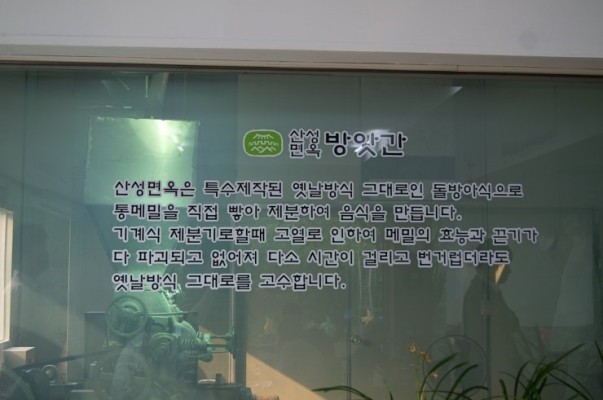 산성면옥 방앗간
산성면옥은 특수제작된 옛날방식 그대로인 돌방아식으로
통메밀을 직접 빻아 제분하여 음식을 만듭니다.
기계식 제분기로할때 고열로 인하여 메밀의 효능과 끈기가
다 파괴되고 없어져 다소 시간이 걸리고 번거럽더라도
옛날방식 그대로를 고수합니다.